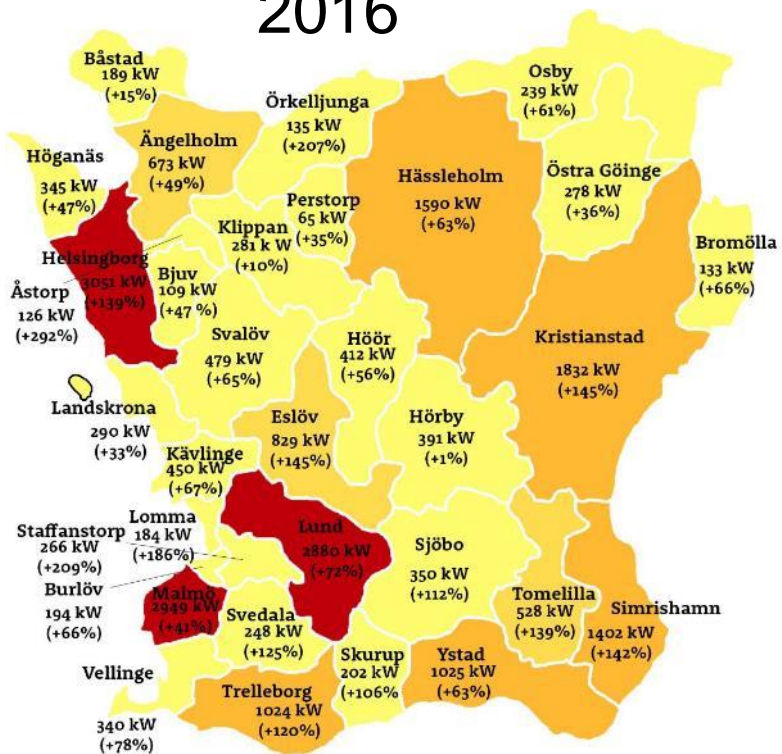 2016
Båstad
189 kW
(+15%)
Osby
239 kW
(+61%)
Örkelljunga
135 kW
(+207%)
Ängelholm
673 kW
(+49%)
Höganäs
345 kW
(+47%)
Hässleholm
1590 kW
(+63%)
Östra Göinge
278 kW
(+36%)
Perstorp
65 kW
(+35%)
Klippan
281 k W
(+10%)
Bromölla
133 kW
(+66%)
Helsingborg
3051 kW
(+139%)
Bjuv
109 kW
(+47 %)
Åstorp
126 kW
(+292%)
Svalöv
479 kW
(+65%)
Höör
412 kW
(+56%)
Kristianstad
1832 kW
(+145%)
Landskrona
290 kW
(+33%)
Eslöv
829 kW
(+145%)
Hörby
391 kW
(+1%)
Kävlinge
450 kW
(+67%)
Lomma
184 kW
(+186%)
Staffanstorp
266 kW
(+209%)
Lund
2880 kW
(+72%)
Sjöbo
350 kW
(+112%)
Burlöv
194 kW
(+66%)
Malmö
2949 kW
(+41%)
Svedala
248 kW
(+125%)
Tomelilla
528 kW
(+139%)
Simrishamn
1402 kW
(+142%)
Vellinge
340 kW
(+78%)
Skurup
202 kW
(+106%
Ystad
1025 kW
(+63%)
Trelleborg
1024 kW
(+120%)